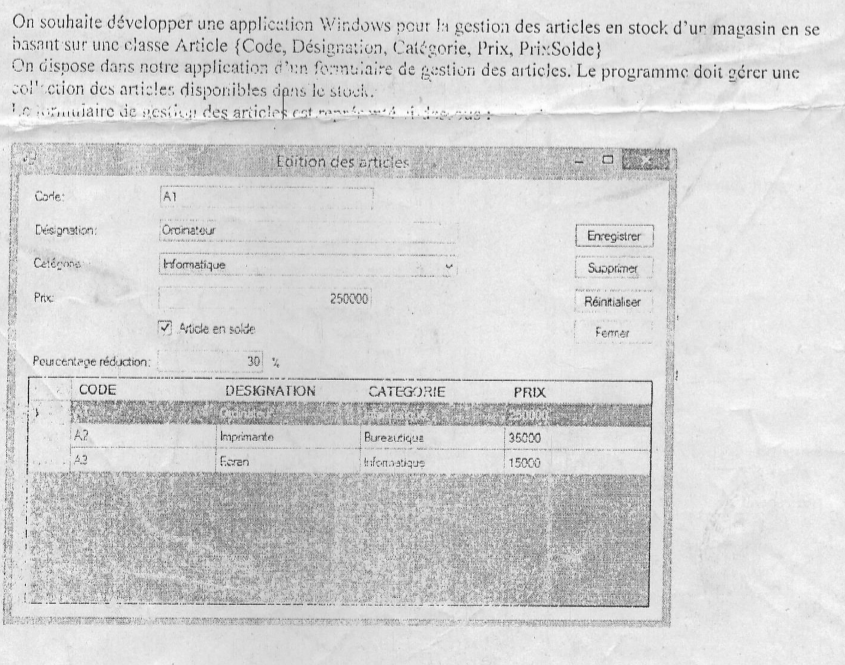 On souhaite développer une application Windows pour la gestion des articles en stock d'un magasin en se
basant sur une classe Article {Code, Désignation, Catégorie, Prix, PrixSolde}
On dispose dans notre application d'un formulaire de gestion des articles. Le programme doit gérer une
collection des articles disponibles dans le stock.
Le formulaire de gestion des articles est
Edition des articles
Code: A1
Désignation: Ordinateur
Enregistrer
Catégorie Informatique
Supprimer
Prix: 250000
Réinitialiser
Article en solde
Fermer
Pourcentage réduction: 30 %
CODE DESIGNATION CATEGORIE PRIX
Ordinateur Informatique 250000
A2 Imprimante Bureautique 35000
A3 Ecran Informatique 15000